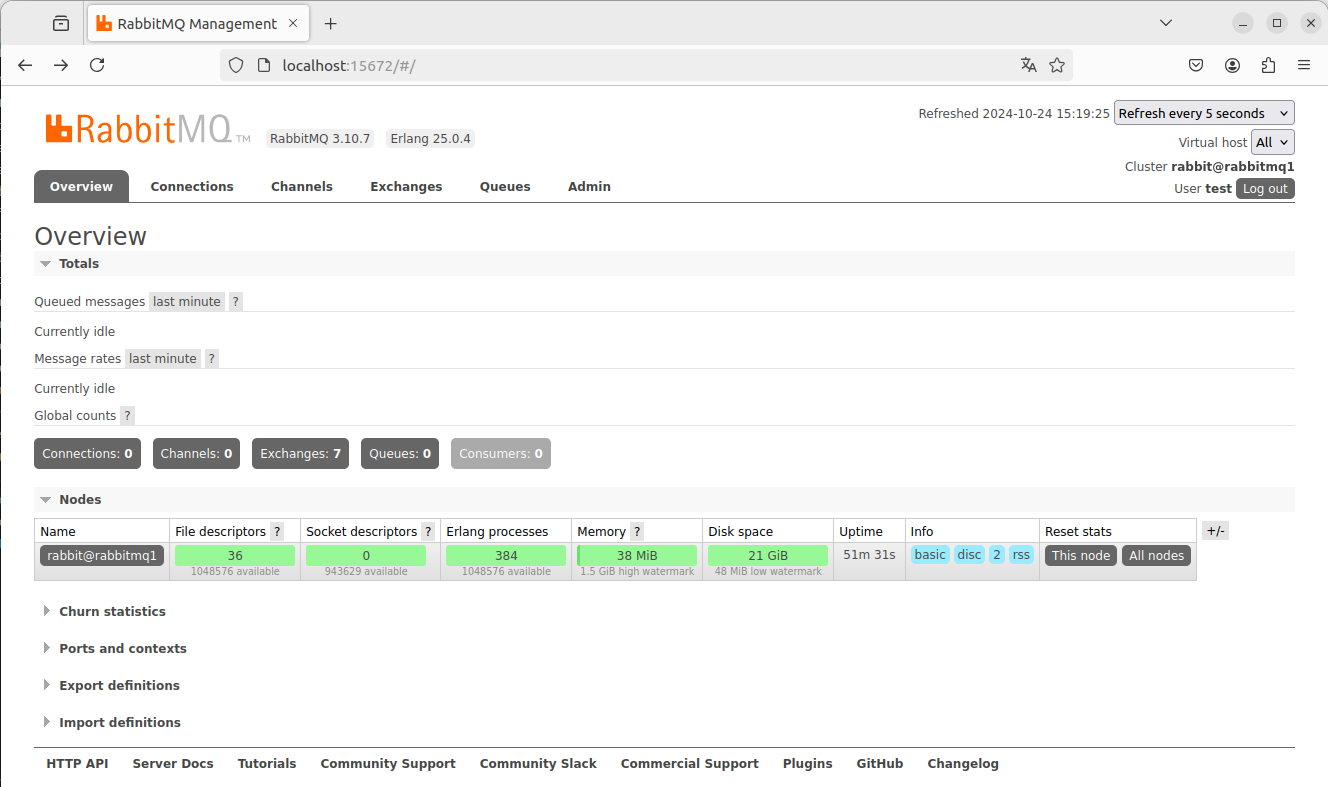 RabbitMQ Management
localhost:15672/#/
RabbitMQ TM RabbitMQ 3.10.7 Erlang 25.0.4
Refreshed 2024-10-24 15:19:25 Refresh every 5 seconds
Virtual host All
Cluster rabbit@rabbitmq1
User test Log out
Overview Connections Channels Exchanges Queues Admin
Overview
Totals
Queued messages last minute ?
Currently idle
Message rates last minute ?
Currently idle
Global counts ?
Connections: 0 Channels: 0 Exchanges: 7 Queues: 0 Consumers: 0
Nodes
Name File descriptors ? Socket descriptors ? Erlang processes Memory ? Disk space Uptime Info Reset stats +/-
rabbit@rabbitmq1 36 0 384 38 MiB 21 GiB 51m 31s basic disc 2 rss This node All nodes
1048576 available 943629 available 1048576 available 1.5 GiB high watermark 48 MiB low watermark
Churn statistics
Ports and contexts
Export definitions
Import definitions
HTTP API Server Docs Tutorials Community Support Community Slack Commercial Support Plugins GitHub Changelog